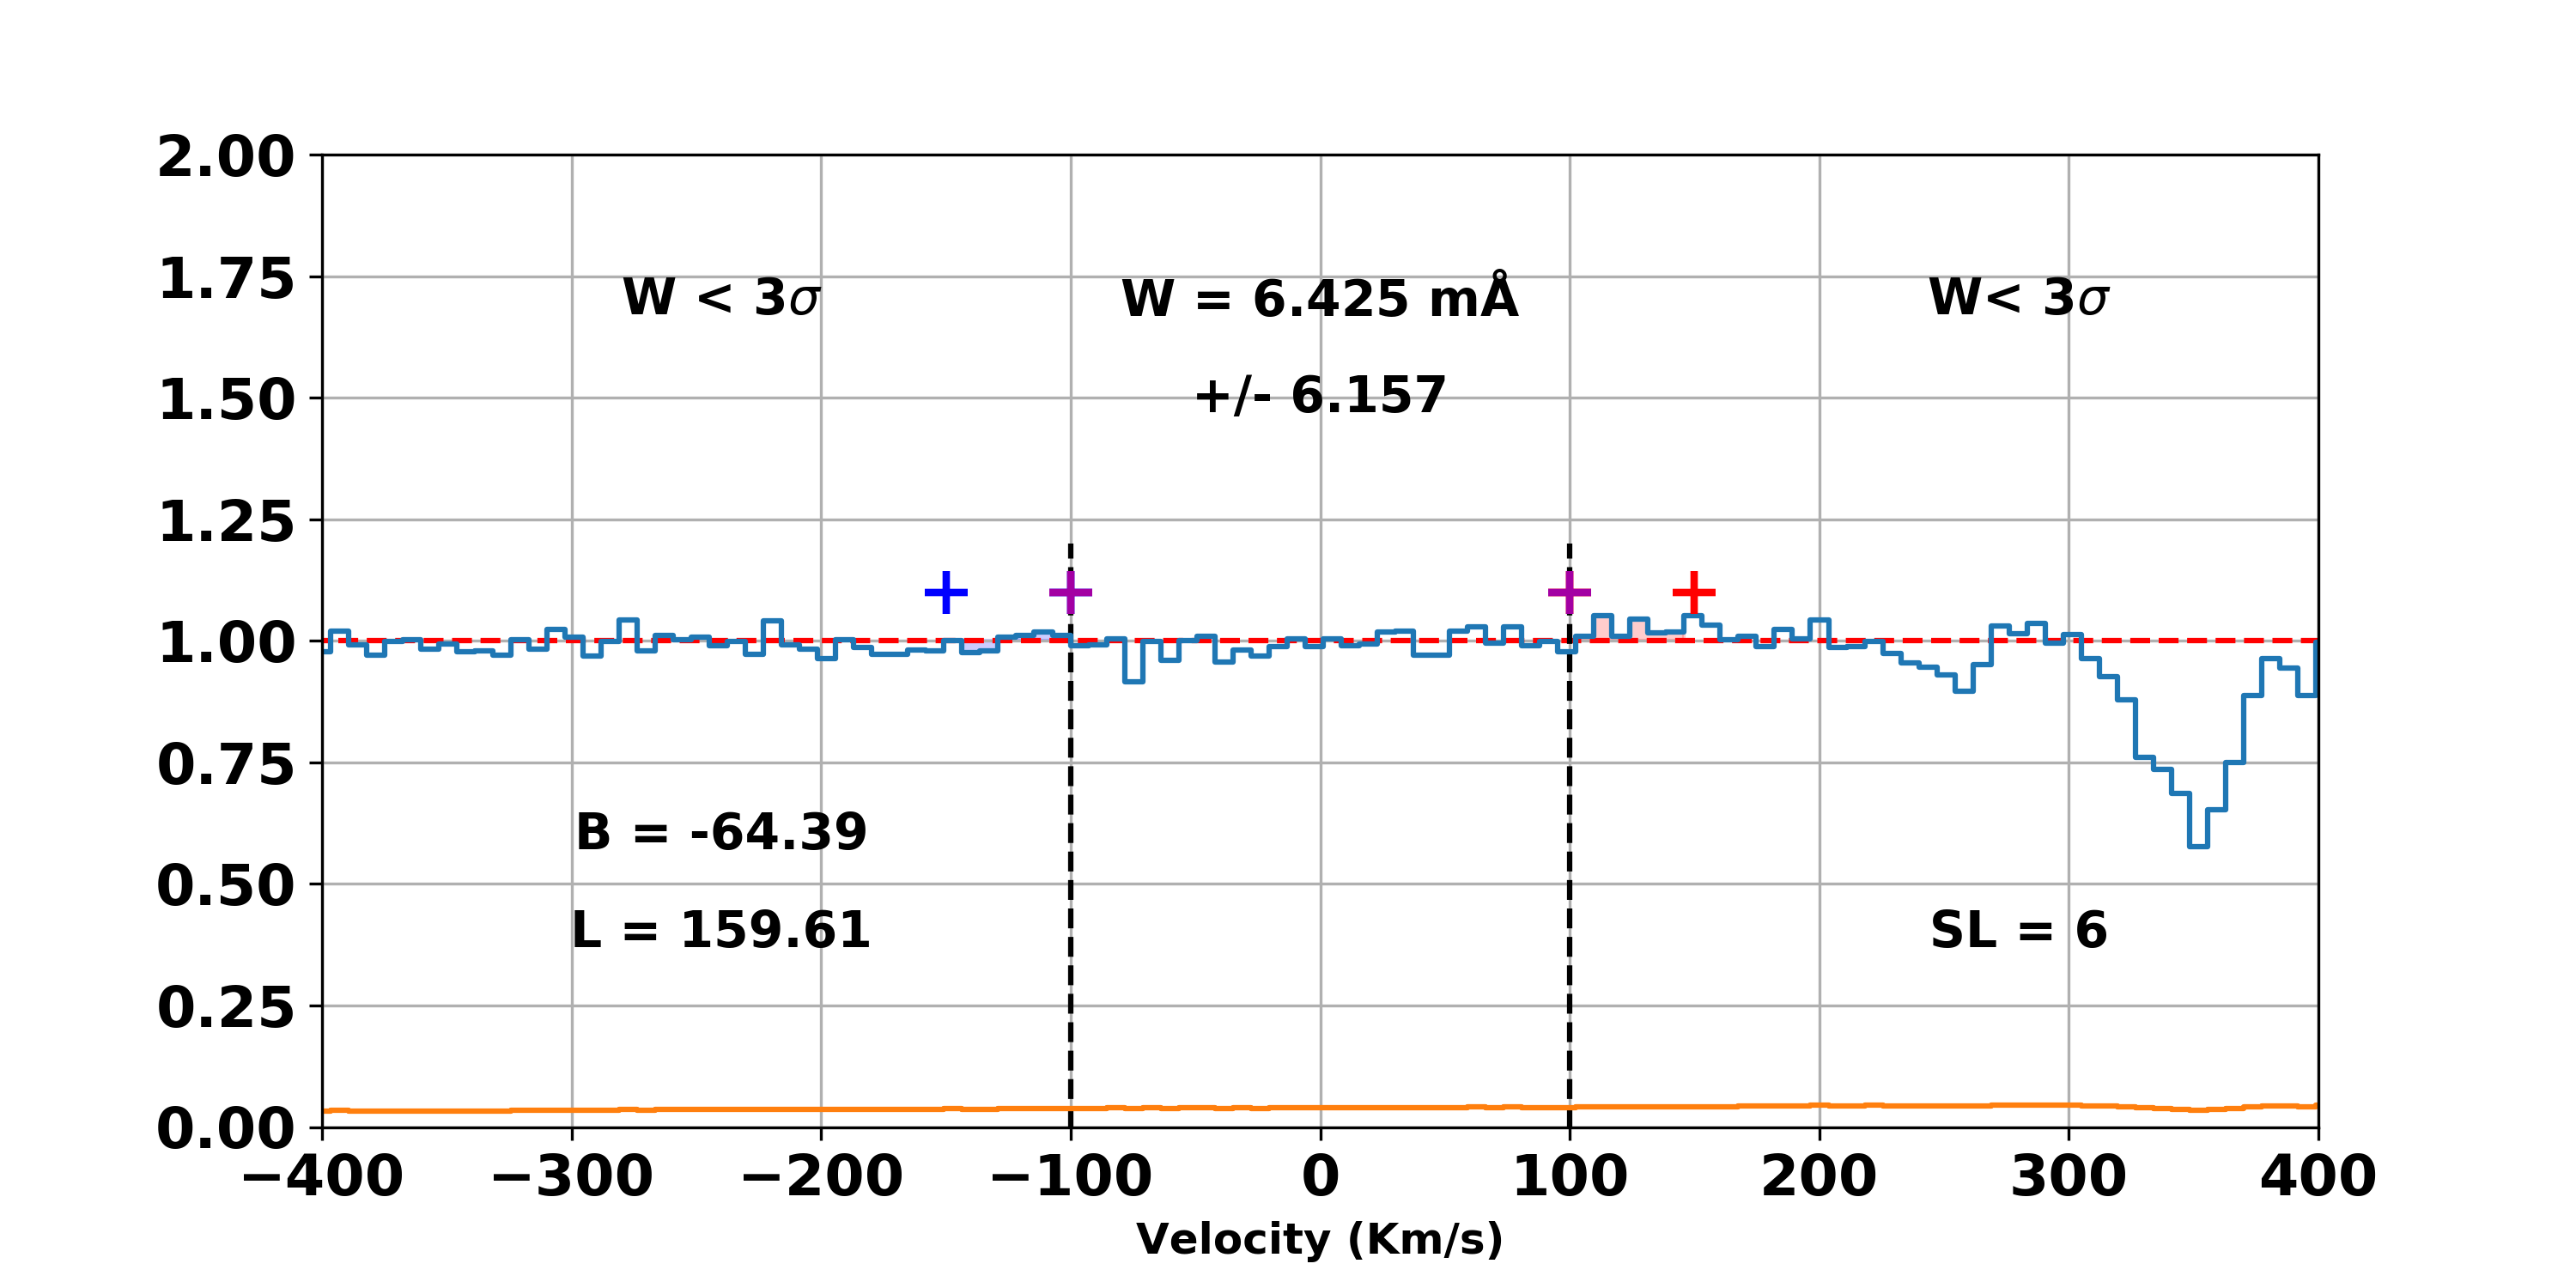 2.00
1.75
W < 3σ
W = 6.425 mÅ
W< 3σ
1.50
+/- 6.157
1.25
1.00
0.75
B = -64.39
0.50
L = 159.61
SL = 6
0.25
0.00
−400 −300 −200 −100 0 100 200 300 400
Velocity (Km/s)